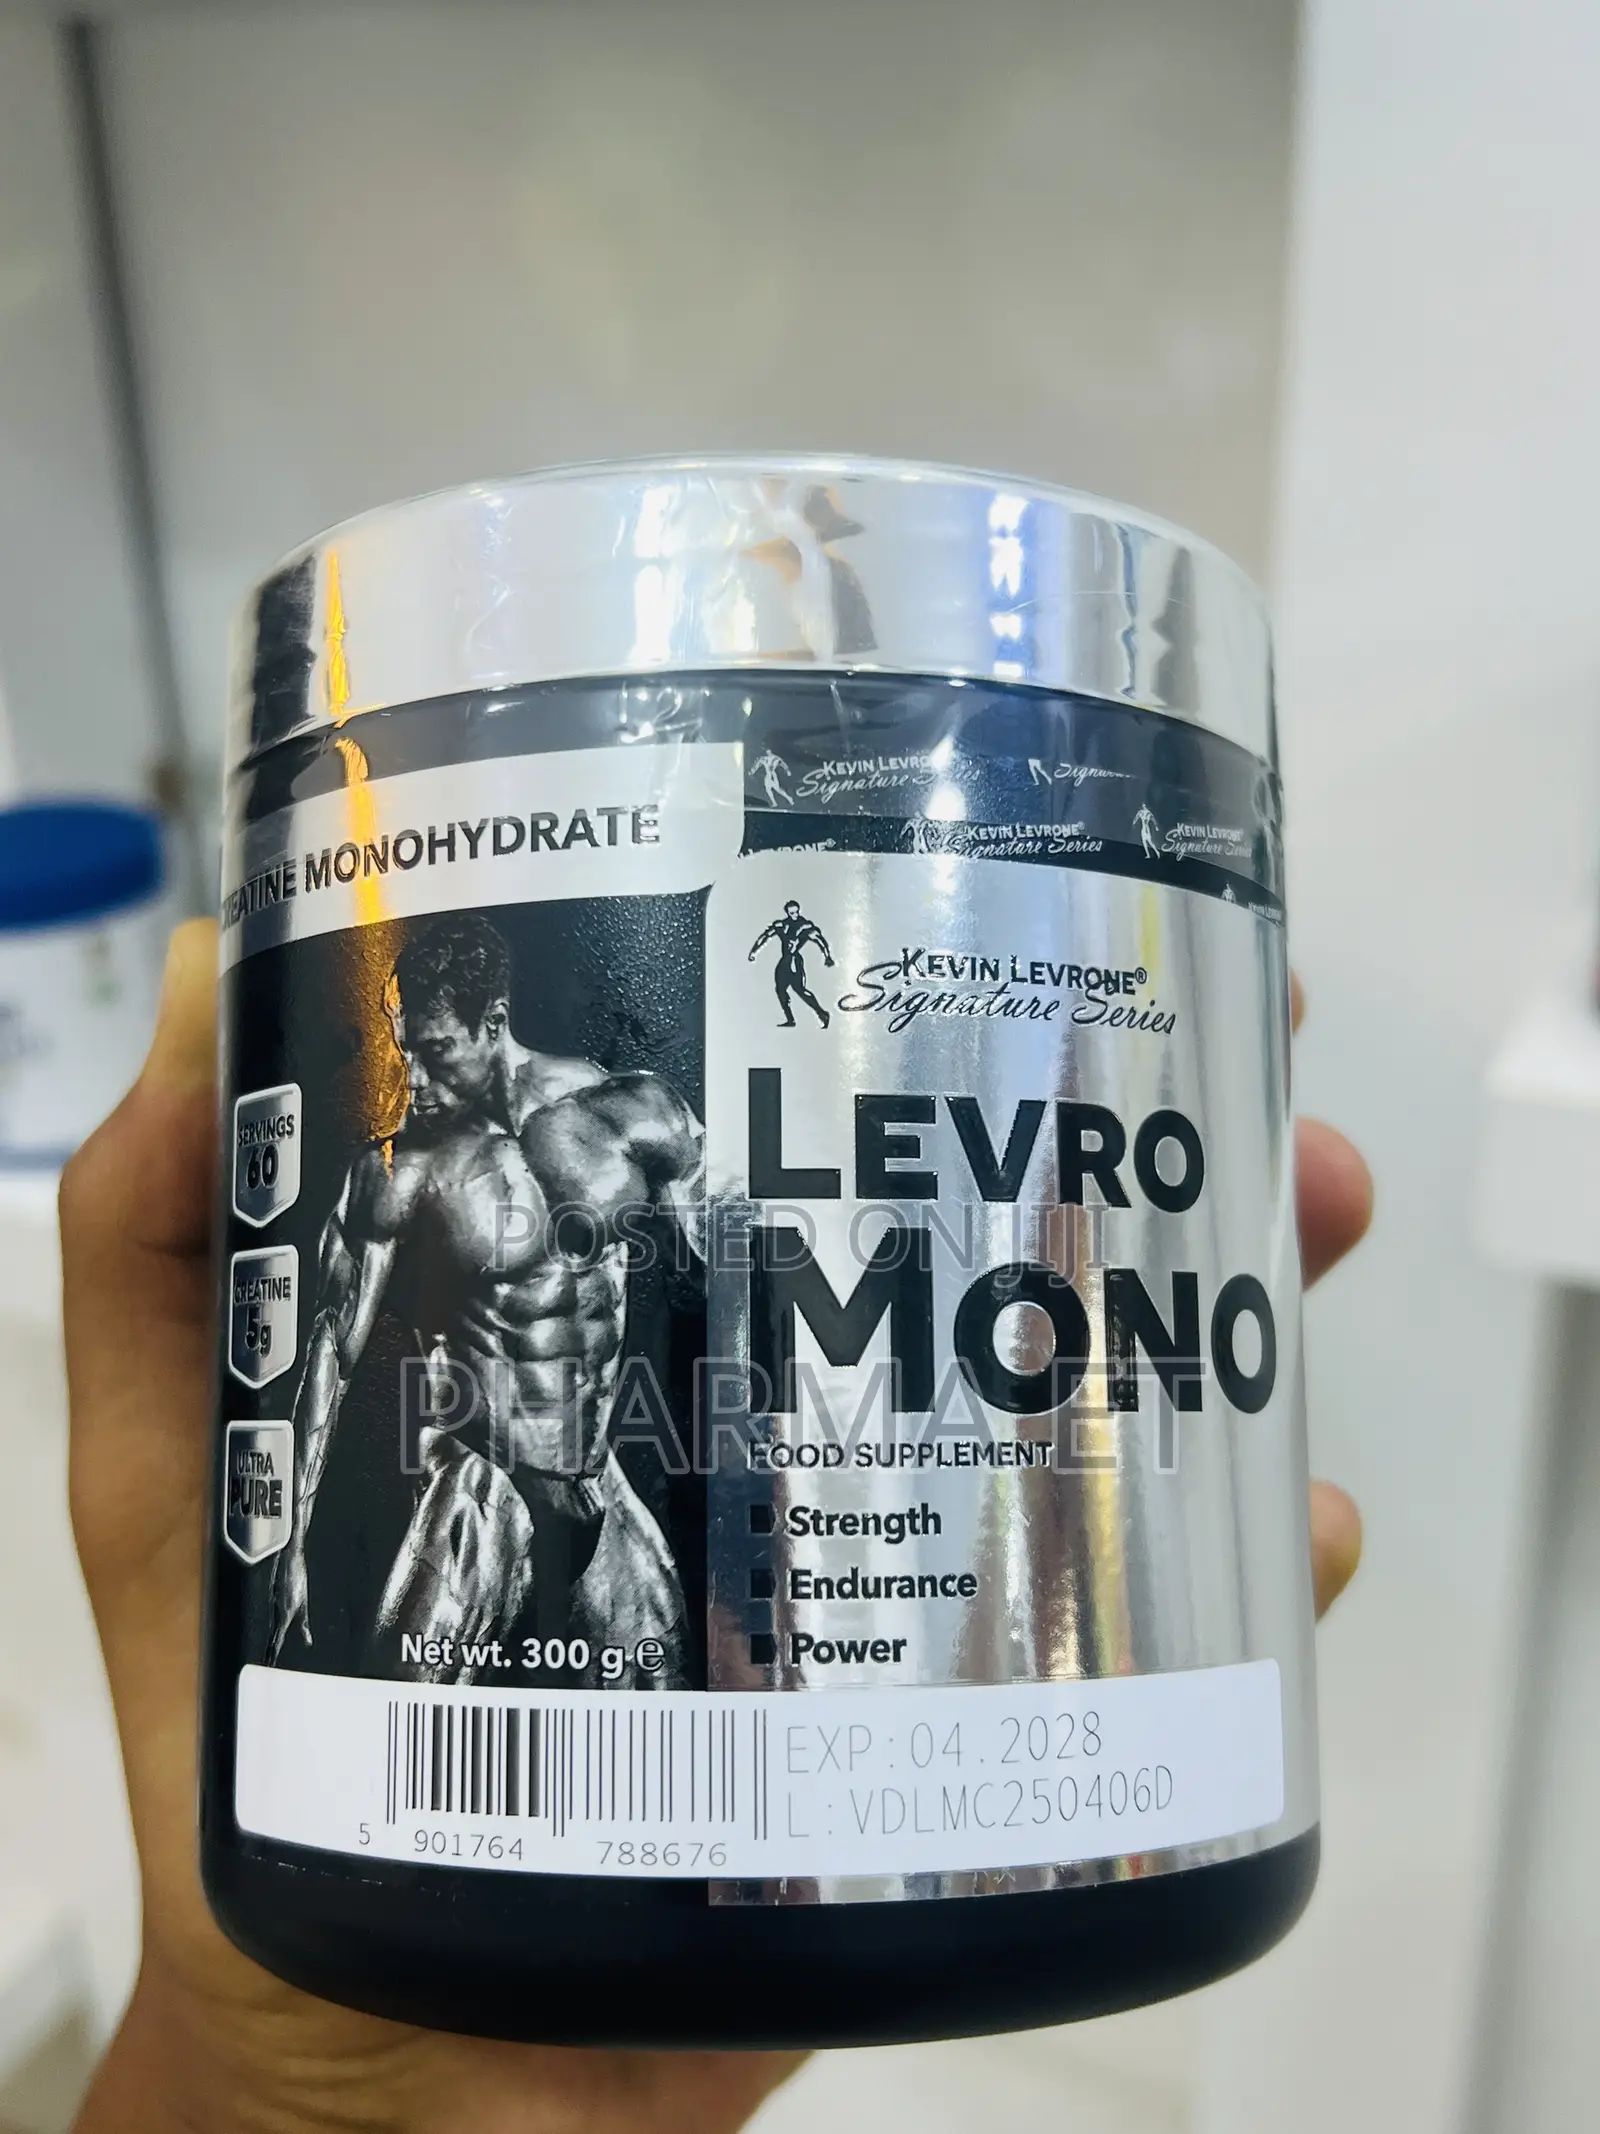 KEVIN LEVRONE
Signature Series
KEVIN LEVRONE®
Signature Series
KEVIN LEVRONE
Signature Series
CREATINE MONOHYDRATE
KEVIN LEVRONE®
Signature Series
LEVRO
MONO
FOOD SUPPLEMENT
Strength
Endurance
Power
SERVINGS
60
CREATINE
5g
ULTRA
PURE
Net wt. 300 g e
EXP:04.2028
L:VDLMC250406D
5 901764 788676
POSTED ON JIJI
PHARMA ET